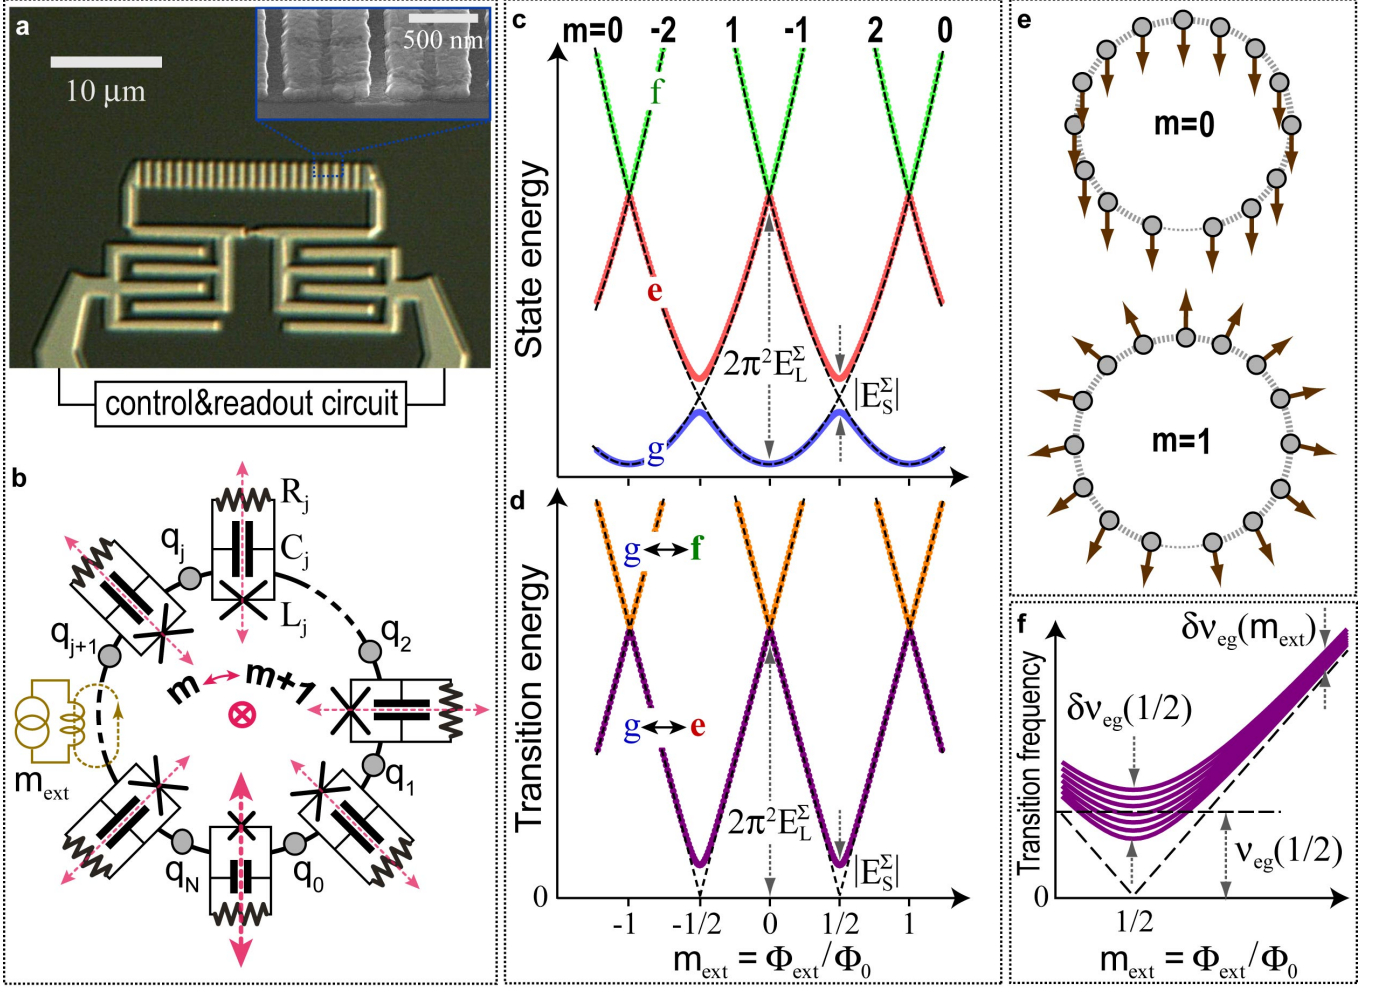 a
10 μm
500 nm
control&readout circuit
b
R_j
C_j
L_j
q_j
q_{j+1}
q_2
m ↔ m+1
m_ext
q_1
q_N
q_0
c
m=0 -2 1 -1 2 0
f
e
g
State energy
2π²E_L^Σ
|E_S^Σ|
d
g↔f
g↔e
Transition energy
2π²E_L^Σ
|E_S^Σ|
0
-1 -1/2 0 1/2 1
m_ext = Φ_ext/Φ_0
e
m=0
m=1
f
δν_eg(m_ext)
δν_eg(1/2)
ν_eg(1/2)
Transition frequency
0
1/2
m_ext = Φ_ext/Φ_0